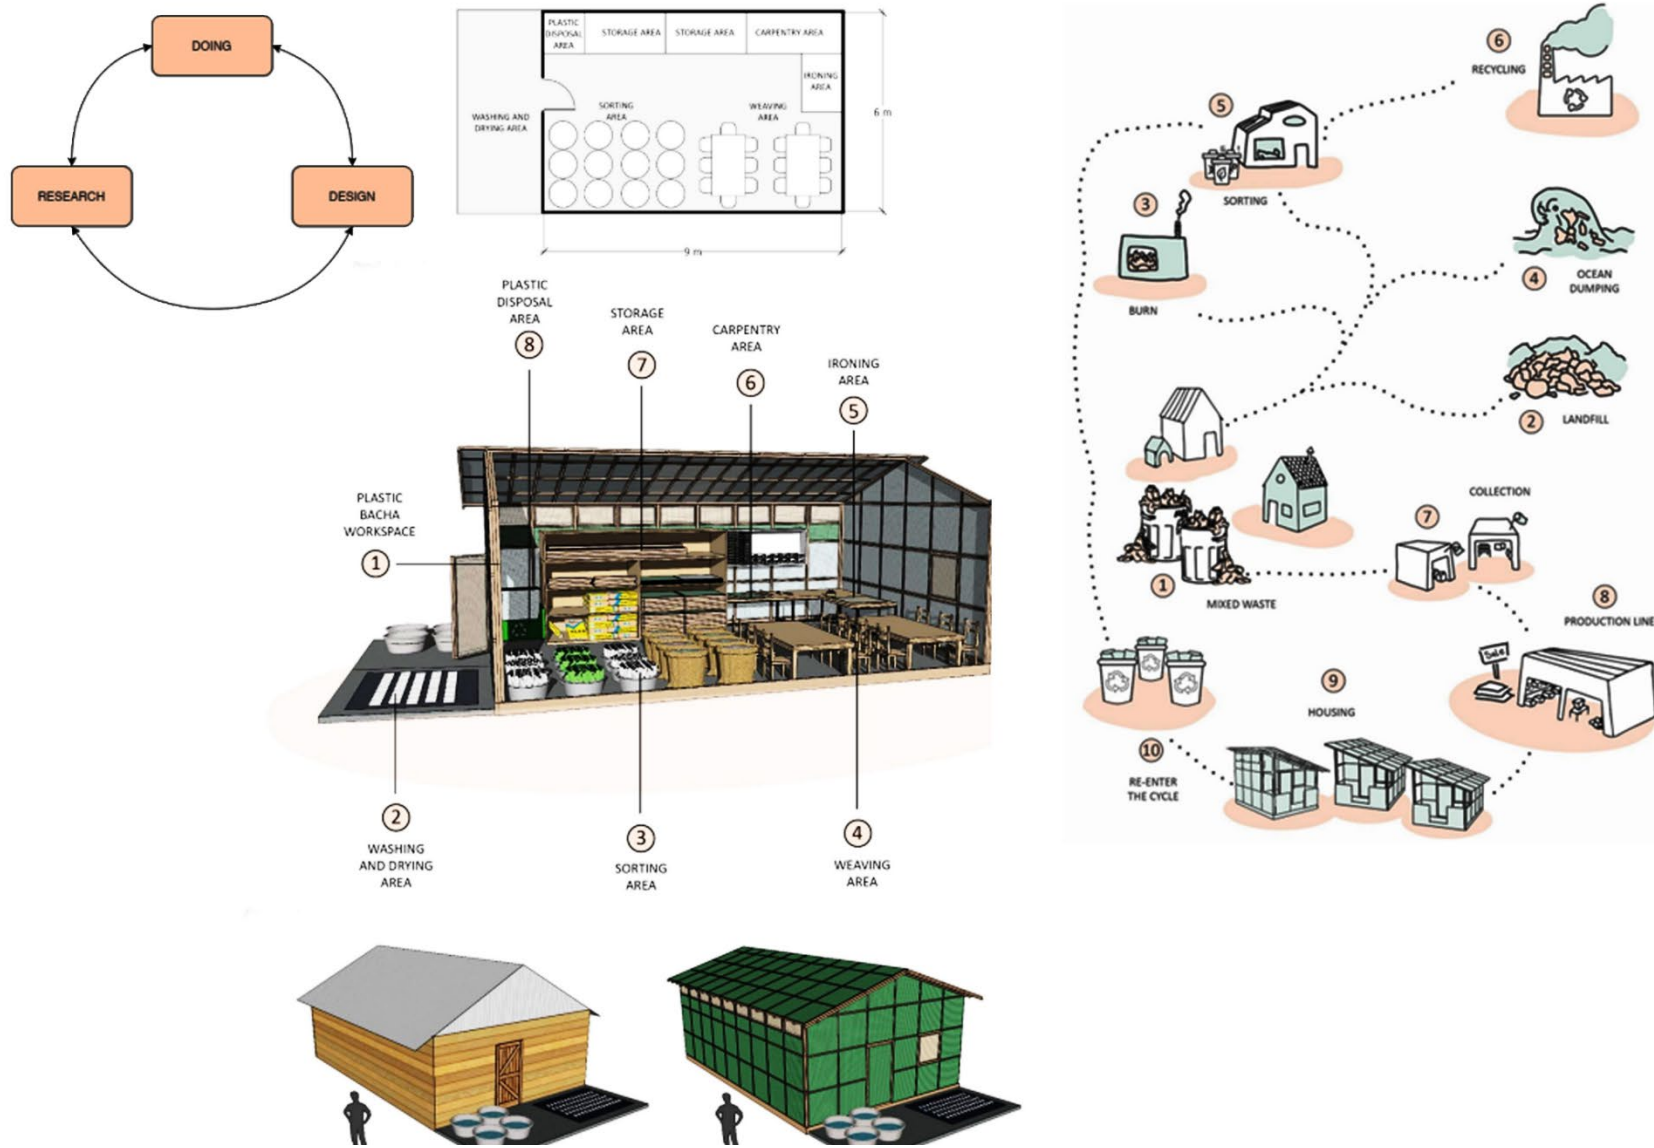 DOING
RESEARCH
DESIGN
PLASTIC
DISPOSAL
AREA
STORAGE AREA
STORAGE AREA
CARPENTRY AREA
IRONING
AREA
WASHING AND
DRYING AREA
SORTING
AREA
WEAVING
AREA
6 m
9 m
PLASTIC
DISPOSAL
AREA
8
STORAGE
AREA
7
CARPENTRY
AREA
6
IRONING
AREA
5
PLASTIC
BACHA
WORKSPACE
1
2
WASHING
AND DRYING
AREA
3
SORTING
AREA
4
WEAVING
AREA
6
RECYCLING
5
SORTING
3
BURN
4
OCEAN
DUMPING
2
LANDFILL
COLLECTION
7
1
MIXED WASTE
8
PRODUCTION LINE
Sale
9
HOUSING
10
RE-ENTER
THE CYCLE